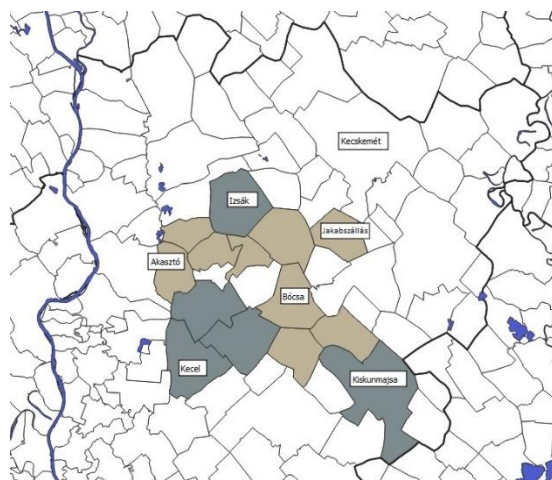 Kecskemét
Izsák
Jakabszállás
Akasztó
Bócsa
Kecel
Kiskunmajsa